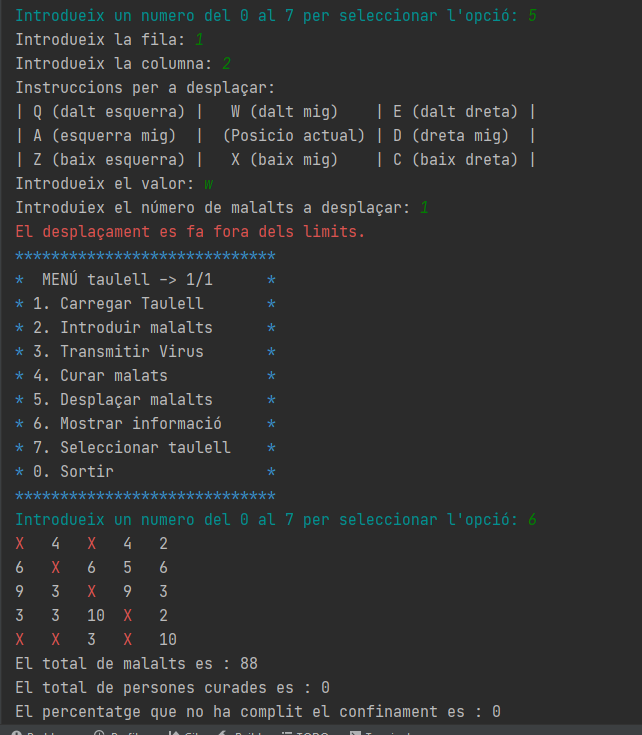 Introdueix un numero del 0 al 7 per seleccionar l'opció: 5
Introdueix la fila: 1
Introdueix la columna: 2
Instruccions per a desplaçar:
| Q (dalt esquerra) |   W (dalt mig)    | E (dalt dreta) |
| A (esquerra mig)  |  (Posicio actual) | D (dreta mig)  |
| Z (baix esquerra) |   X (baix mig)    | C (baix dreta) |
Introdueix el valor: w
Introduiex el número de malalts a desplaçar: 1
El desplaçament es fa fora dels limits.
*****************************
*  MENÚ taulell -> 1/1      *
* 1. Carregar Taulell       *
* 2. Introduir malalts      *
* 3. Transmitir Virus       *
* 4. Curar malats           *
* 5. Desplaçar malalts      *
* 6. Mostrar informació     *
* 7. Seleccionar taulell    *
* 0. Sortir                 *
*****************************
Introdueix un numero del 0 al 7 per seleccionar l'opció: 6
X   4   X   4   2
6   X   6   5   6
9   3   X   9   3
3   3   10  X   2
X   X   3   X   10
El total de malalts es : 88
El total de persones curades es : 0
El percentatge que no ha complit el confinament es : 0